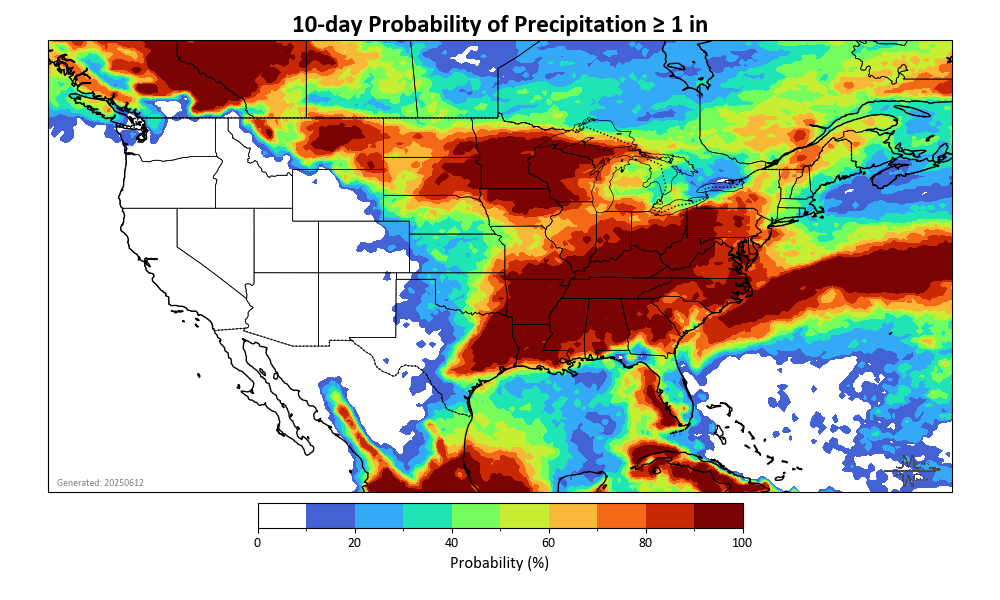 10-day Probability of Precipitation ≥ 1 in
Generated: 20250612
0 20 40 60 80 100
Probability (%)